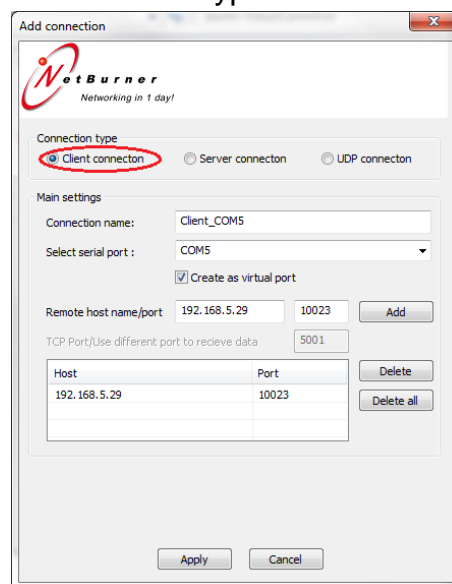 Add connection
NetBurner
Networking in 1 day!
Connection type
Client connecton
Server connecton
UDP connecton
Main settings
Connection name:
Client_COM5
Select serial port :
COM5
Create as virtual port
Remote host name/port
192.168.5.29
10023
Add
TCP Port/Use different port to recieve data
5001
Host
Port
Delete
192.168.5.29
10023
Delete all
Apply
Cancel